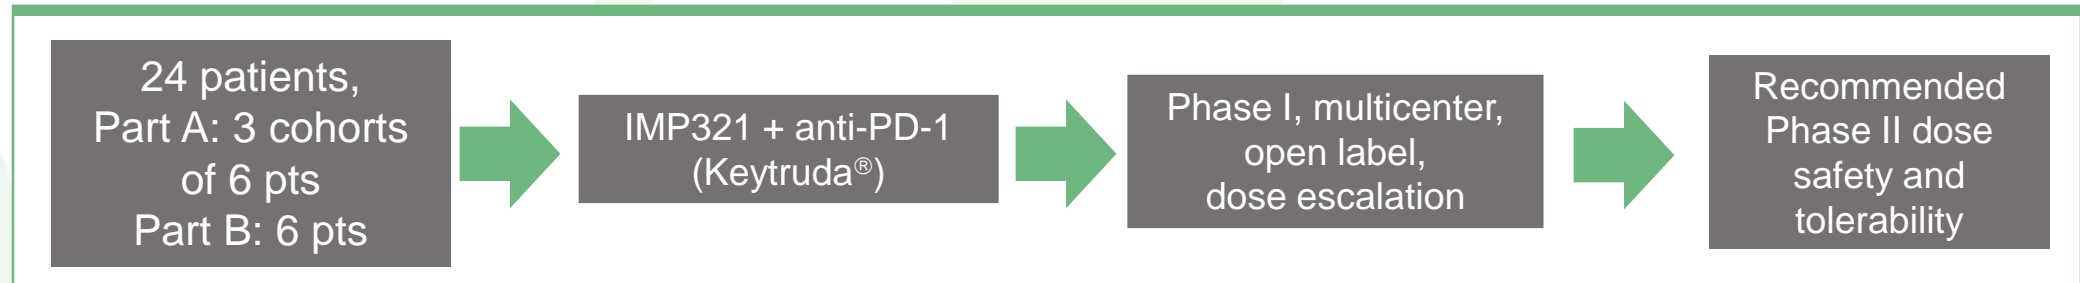 24 patients,
Part A: 3 cohorts
of 6 pts
Part B: 6 pts
IMP321 + anti-PD-1
(Keytruda®)
Phase I, multicenter,
open label,
dose escalation
Recommended
Phase II dose
safety and
tolerability